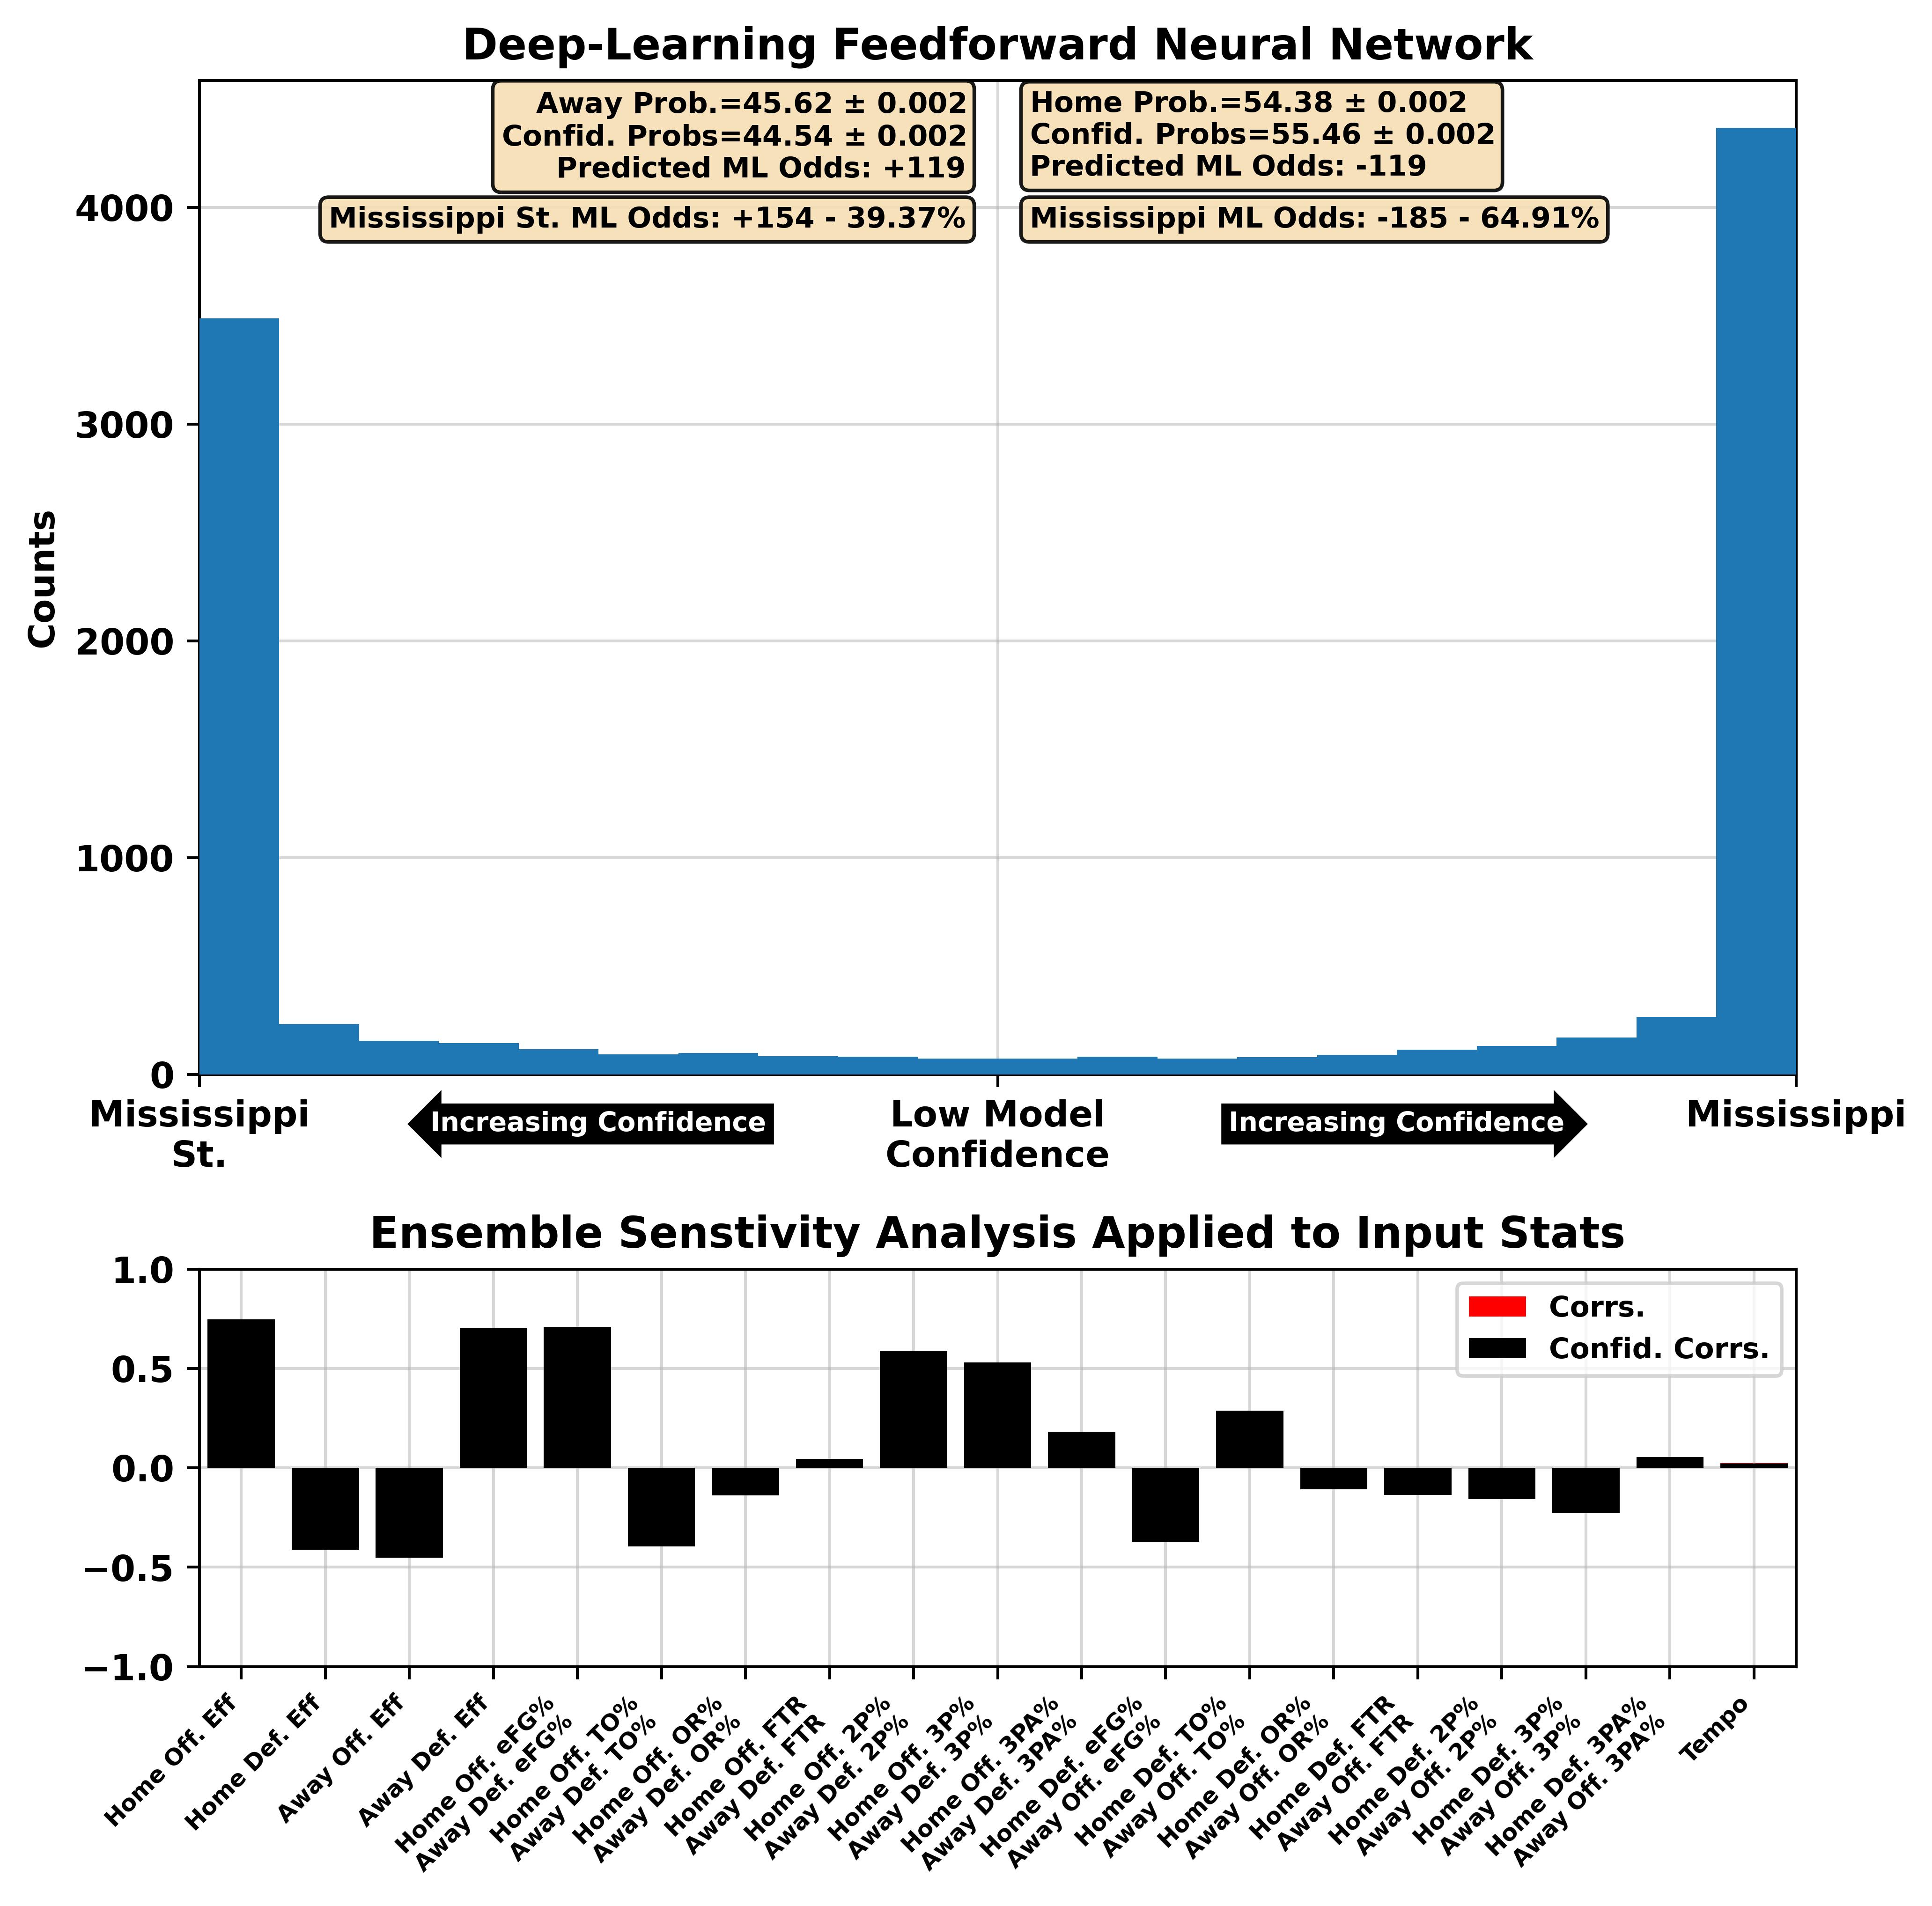 Deep-Learning Feedforward Neural Network
Away Prob.=45.62 ± 0.002
Confid. Probs=44.54 ± 0.002
Predicted ML Odds: +119
Home Prob.=54.38 ± 0.002
Confid. Probs=55.46 ± 0.002
Predicted ML Odds: -119
Mississippi St. ML Odds: +154 - 39.37%
Mississippi ML Odds: -185 - 64.91%
4000
3000
2000
1000
0
Counts
Mississippi
St.
Increasing Confidence
Low Model
Confidence
Increasing Confidence
Mississippi
Ensemble Senstivity Analysis Applied to Input Stats
1.0
0.5
0.0
−0.5
−1.0
Corrs.
Confid. Corrs.
Home Off. Eff
Home Def. Eff
Away Off. Eff
Away Def. Eff
Home Off. eFG%
Away Def. eFG%
Home Off. TO%
Away Def. TO%
Home Off. OR%
Away Def. OR%
Home Off. FTR
Away Def. FTR
Home Off. 2P%
Away Def. 2P%
Home Off. 3P%
Away Def. 3P%
Home Off. 3PA%
Away Def. 3PA%
Home Def. eFG%
Away Off. eFG%
Home Def. TO%
Away Off. TO%
Home Def. OR%
Away Off. OR%
Home Def. FTR
Away Off. FTR
Home Def. 2P%
Away Off. 2P%
Home Def. 3P%
Away Off. 3P%
Home Def. 3PA%
Away Off. 3PA%
Tempo